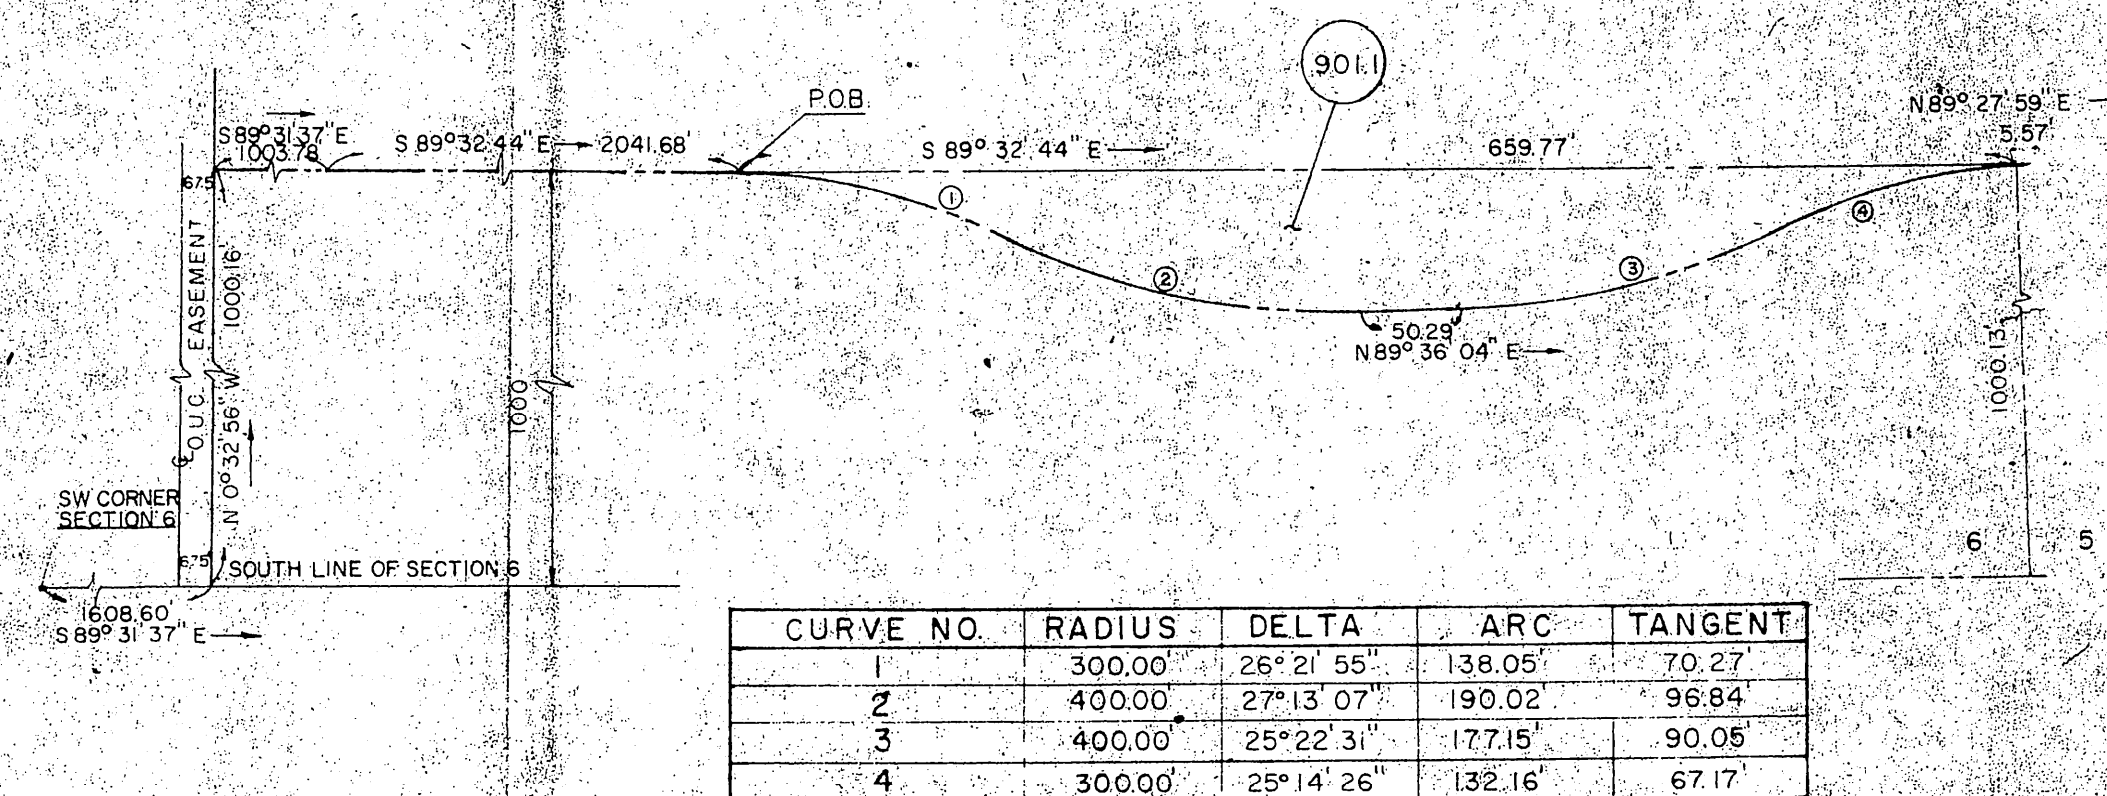 901.1
P.O.B.
N 89° 27' 59" E
5.57'
S 89° 31' 37" E
1003.78
S 89° 32' 44" E
2041.68'
S 89° 32' 44" E
659.77'
67.5
℄ O.U.C. EASEMENT
N 0° 32' 56" W 1000.16'
1000
50.29'
N 89° 36' 04" E
1000.13'
SW CORNER
SECTION 6
6
5
67.5'
SOUTH LINE OF SECTION 6
1608.60'
S 89° 31' 37" E
1
2
3
4
CURVE NO. RADIUS DELTA ARC TANGENT
1 300.00' 26° 21' 55" 138.05' 70.27'
2 400.00' 27° 13' 07" 190.02' 96.84'
3 400.00' 25° 22' 31" 177.15' 90.05'
4 300.00' 25° 14' 26" 132.16' 67.17'